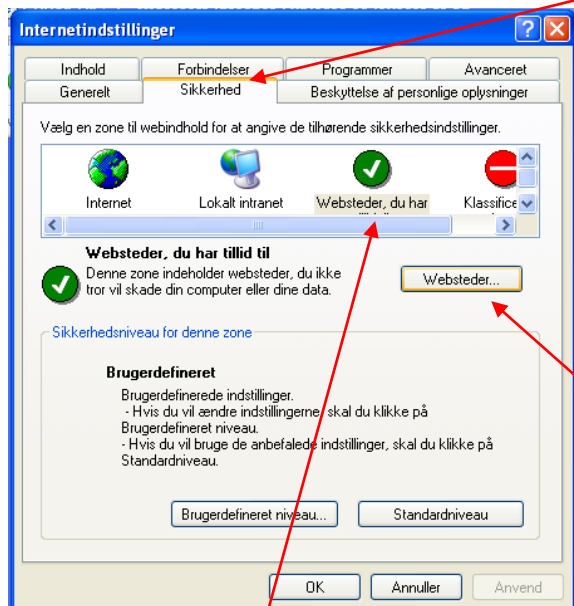 Internetindstillinger
Indhold Forbindelser Programmer Avanceret
Generelt Sikkerhed Beskyttelse af personlige oplysninger
Vælg en zone til webindhold for at angive de tilhørende sikkerhedsindstillinger.
Internet Lokalt intranet Websteder, du har Klassifice
Websteder, du har tillid til
Denne zone indeholder websteder, du ikke
tror vil skade din computer eller dine data.
Websteder...
Sikkerhedsniveau for denne zone
Brugerdefineret
Brugerdefinerede indstillinger.
- Hvis du vil ændre indstillingerne, skal du klikke på
Brugerdefineret niveau.
- Hvis du vil bruge de anbefalede indstillinger, skal du klikke på
Standardniveau.
Brugerdefineret niveau... Standardniveau
OK Annuller Anvend